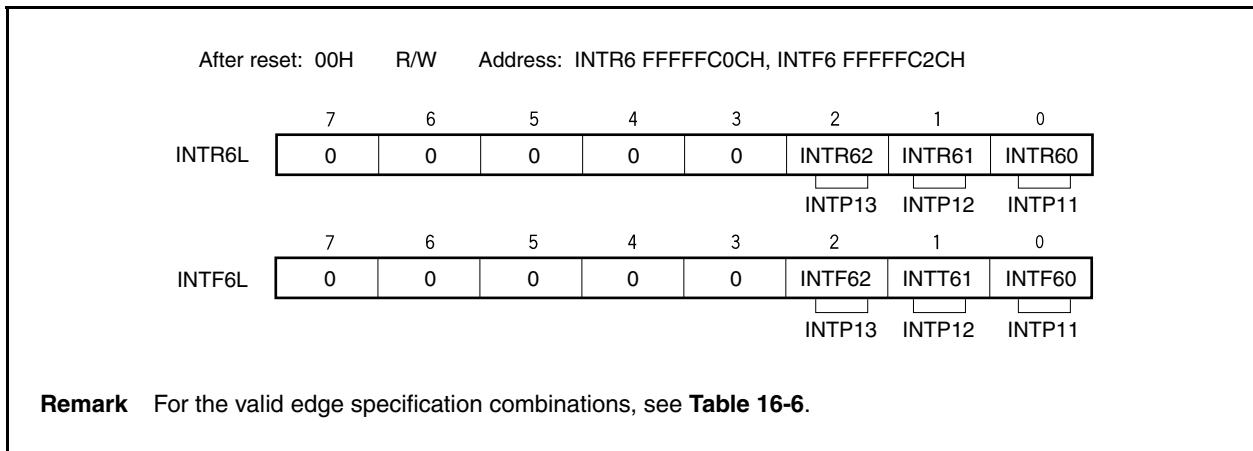 After reset: 00H R/W Address: INTR6 FFFFFC0CH, INTF6 FFFFFC2CH
7 6 5 4 3 2 1 0
INTR6L 0 0 0 0 0 INTR62 INTR61 INTR60
INTP13 INTP12 INTP11
7 6 5 4 3 2 1 0
INTF6L 0 0 0 0 0 INTF62 INTT61 INTF60
INTP13 INTP12 INTP11
Remark For the valid edge specification combinations, see Table 16-6.